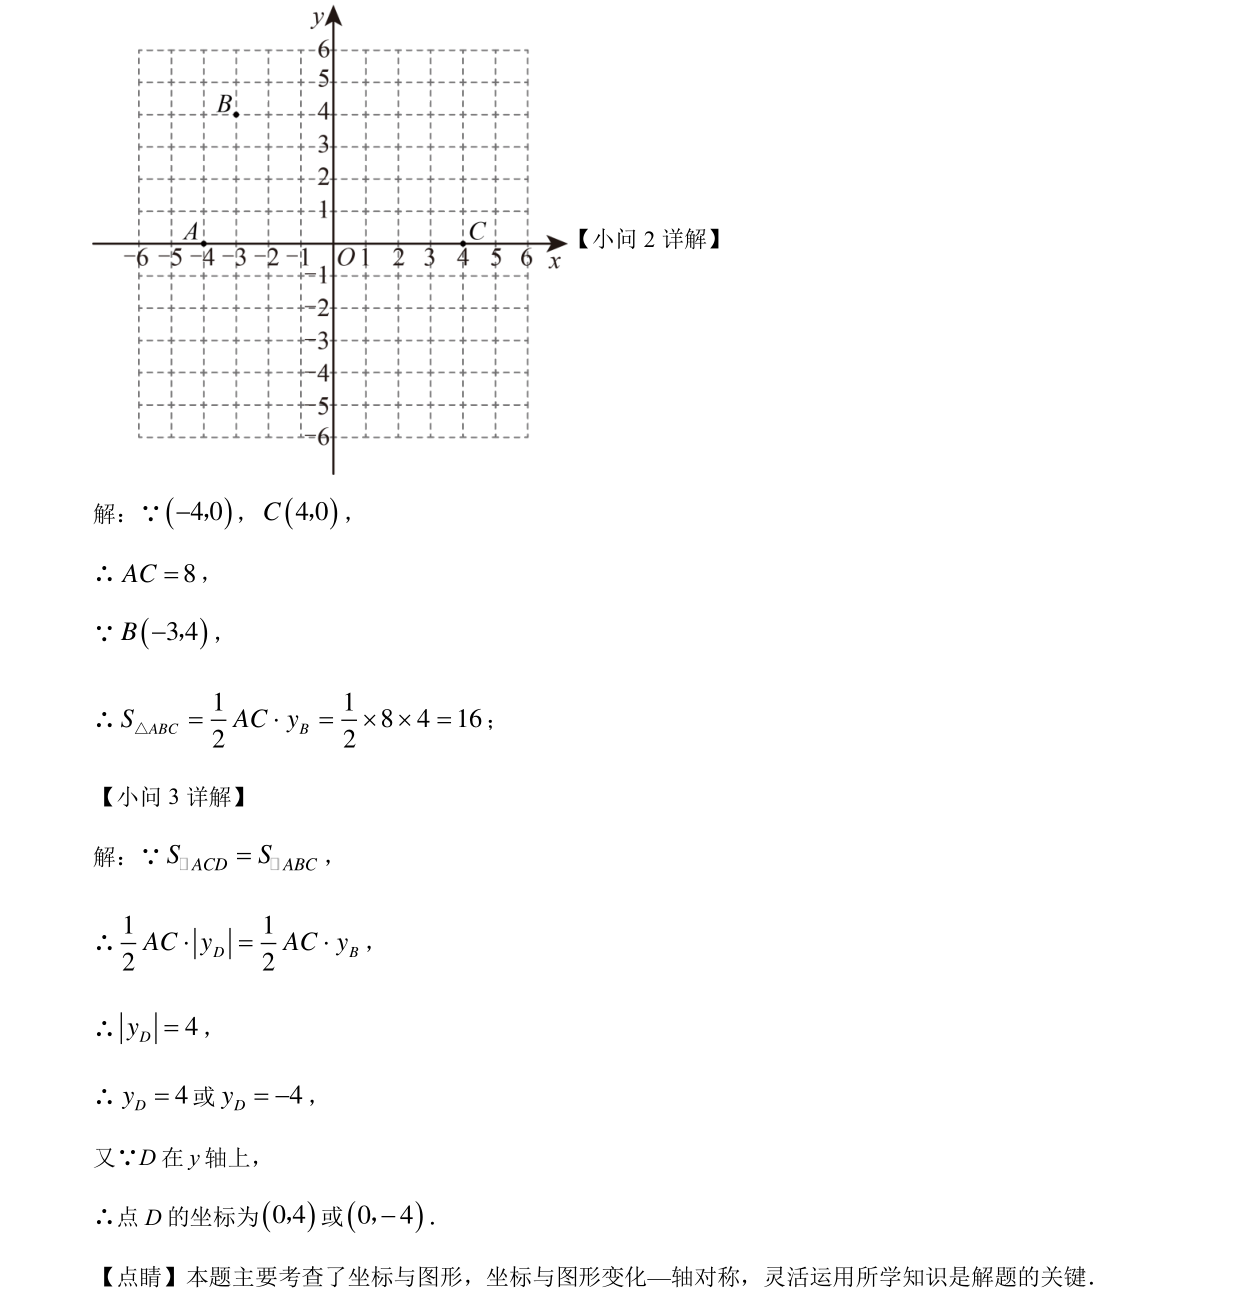 y
6
5
B 4
3
2
1
A C 【小问 2 详解】
−6 −5 −4 −3 −2 −1 O 1 2 3 4 5 6 x
−1
−2
−3
−4
−5
−6
解：∵(−4,0)，C(4,0)，
∴ AC = 8，
∵ B(−3,4)，
∴ S△ABC = 1/2 AC · y_B = 1/2 × 8 × 4 = 16；
【小问 3 详解】
解：∵ S□ACD = S□ABC，
∴ 1/2 AC · |y_D| = 1/2 AC · y_B，
∴ |y_D| = 4，
∴ y_D = 4 或 y_D = −4，
又∵D 在 y 轴上，
∴点 D 的坐标为(0,4)或(0,−4)．
【点睛】本题主要考查了坐标与图形，坐标与图形变化—轴对称，灵活运用所学知识是解题的关键．